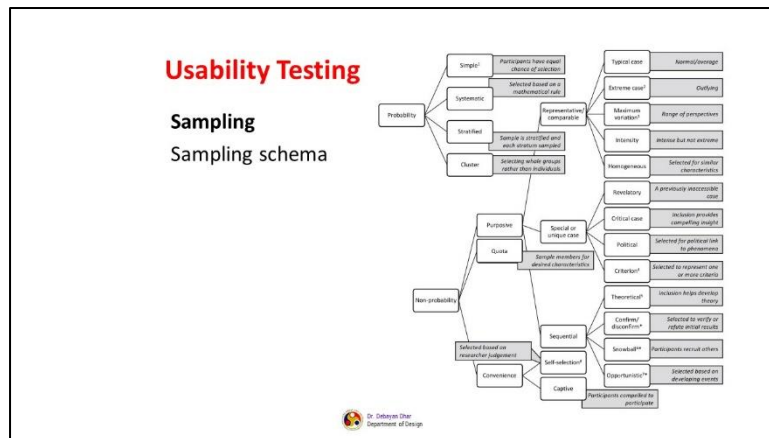 Usability Testing
Sampling
Sampling schema
Probability
Simple¹
Participants have equal
chance of selection
Systematic
Selected based on a
mathematical rule
Stratified
Sample is stratified and
each stratum sampled
Cluster
Selecting whole groups
rather than individuals
Non-probability
Purposive
Quota
Sample members for
desired characteristics
Convenience
Selected based on
researcher judgement
Self-selection
Captive
Participants compelled to
participate
Representative/
comparable
Typical case
Normal/average
Extreme case
Outlying
Maximum
variation
Range of perspectives
Intensity
Intense but not extreme
Homogeneous
Selected for similar
characteristics
Special or
unique case
Revelatory
A previously inaccessible
case
Critical case
Inclusion provides
compelling insight
Political
Selected for political link
to phenomena
Criterion
Selected to represent one
or more criteria
Sequential
Theoretical
Inclusion helps develop
theory
Confirm/
disconfirm
Selected to verify or
refute initial results
Snowball
Participants recruit others
Opportunistic
Selected based on
developing events
Dr. Debayan Dhar
Department of Design